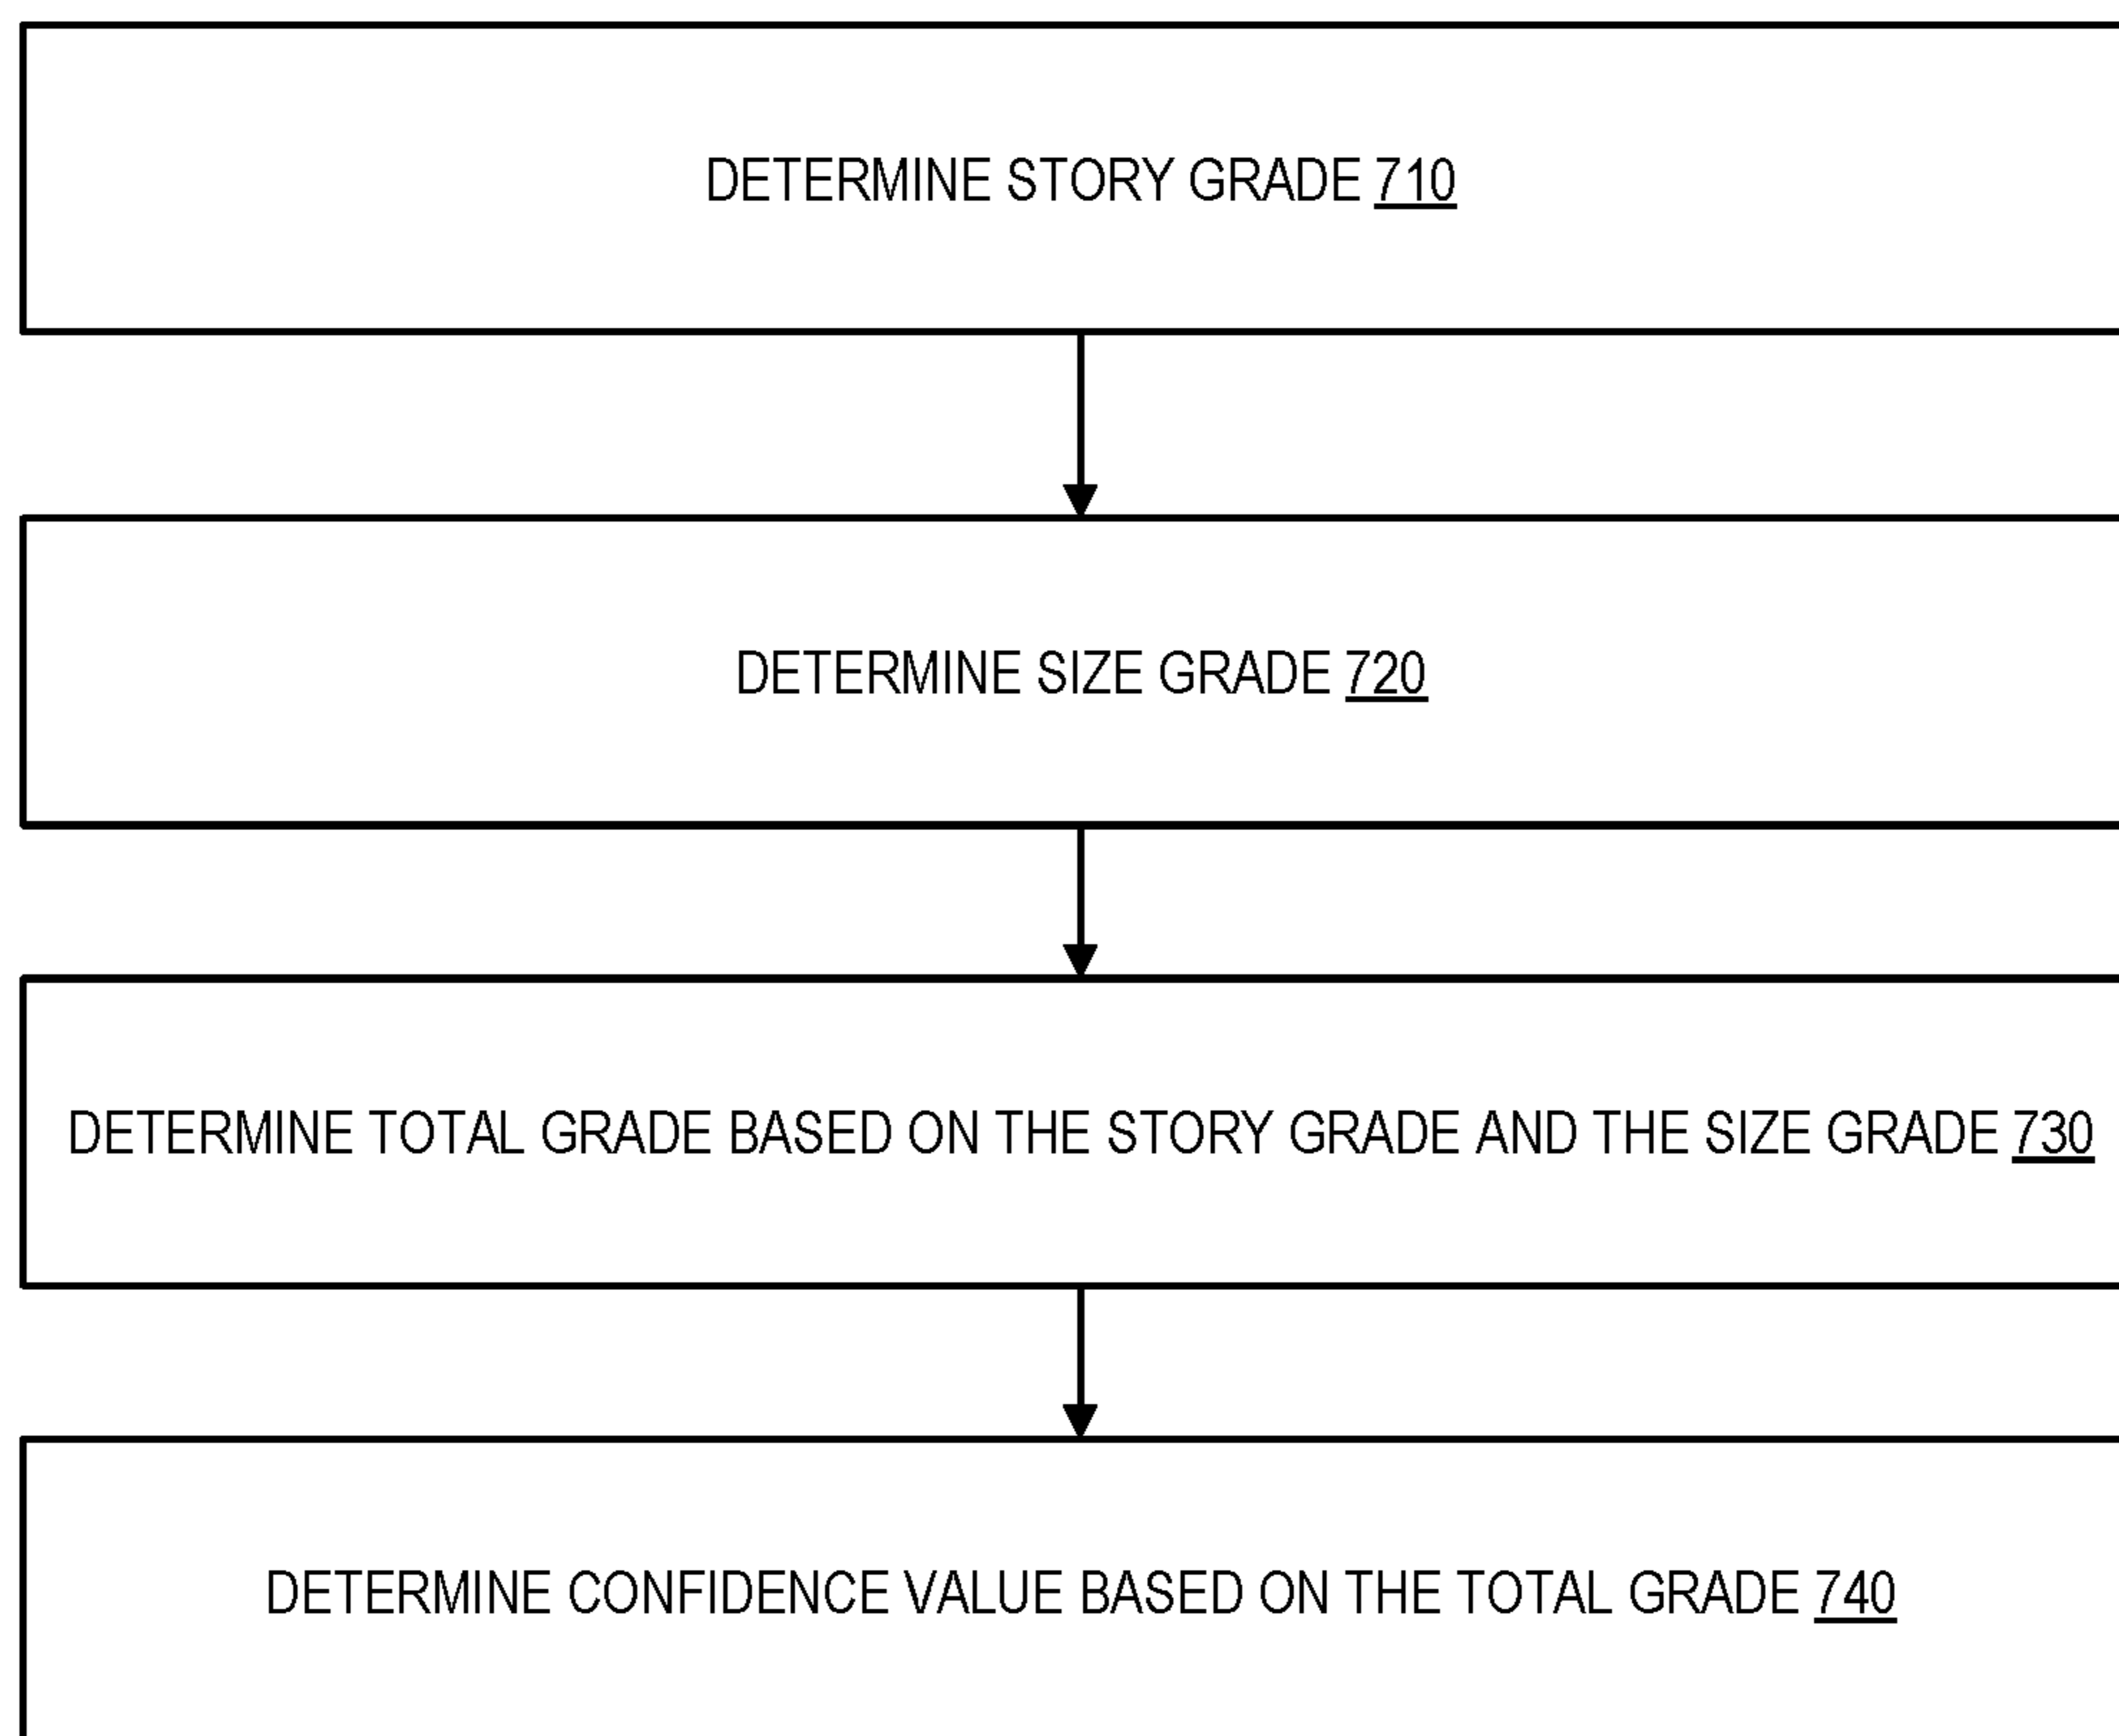 DETERMINE STORY GRADE 710
DETERMINE SIZE GRADE 720
DETERMINE TOTAL GRADE BASED ON THE STORY GRADE AND THE SIZE GRADE 730
DETERMINE CONFIDENCE VALUE BASED ON THE TOTAL GRADE 740